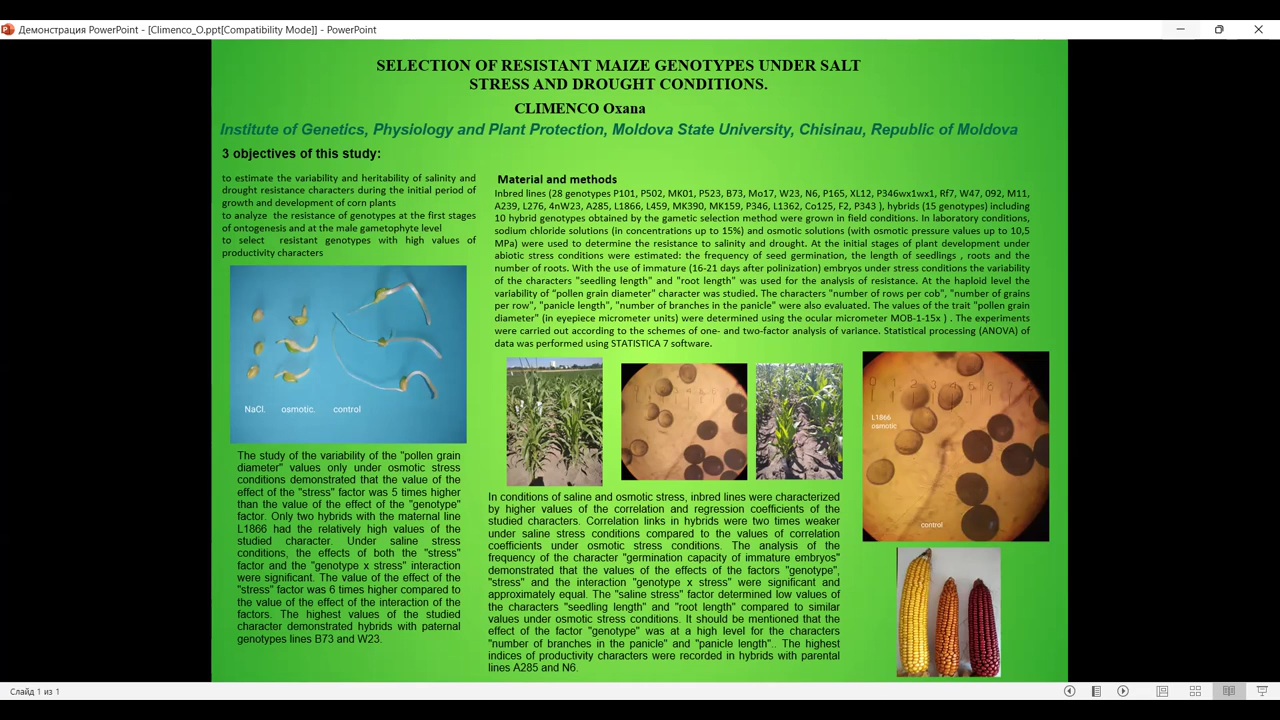 Демонстрация PowerPoint - [Climenco_O.ppt[Compatibility Mode]] - PowerPoint
SELECTION OF RESISTANT MAIZE GENOTYPES UNDER SALT
STRESS AND DROUGHT CONDITIONS.
CLIMENCO Oxana
Institute of Genetics, Physiology and Plant Protection, Moldova State University, Chisinau, Republic of Moldova
3 objectives of this study:
to estimate the variability and heritability of salinity and
drought resistance characters during the initial period of
growth and development of corn plants
to analyze the resistance of genotypes at the first stages
of ontogenesis and at the male gametophyte level
to select resistant genotypes with high values of
productivity characters
NaCl. osmotic. control
The study of the variability of the "pollen grain
diameter" values only under osmotic stress
conditions demonstrated that the value of the
effect of the "stress" factor was 5 times higher
than the value of the effect of the "genotype"
factor. Only two hybrids with the maternal line
L1866 had the relatively high values of the
studied character. Under saline stress
conditions, the effects of both the "stress"
factor and the "genotype x stress" interaction
were significant. The value of the effect of the
"stress" factor was 6 times higher compared to
the value of the effect of the interaction of the
factors. The highest values of the studied
character demonstrated hybrids with paternal
genotypes lines B73 and W23.
Material and methods
Inbred lines (28 genotypes P101, P502, MK01, P523, B73, Mo17, W23, N6, P165, XL12, P346wx1wx1, Rf7, W47, 092, M11,
A239, L276, 4nW23, A285, L1866, L459, MK390, MK159, P346, L1362, Co125, F2, P343 ), hybrids (15 genotypes) including
10 hybrid genotypes obtained by the gametic selection method were grown in field conditions. In laboratory conditions,
sodium chloride solutions (in concentrations up to 15%) and osmotic solutions (with osmotic pressure values up to 10,5
MPa) were used to determine the resistance to salinity and drought. At the initial stages of plant development under
abiotic stress conditions were estimated: the frequency of seed germination, the length of seedlings , roots and the
number of roots. With the use of immature (16-21 days after polinization) embryos under stress conditions the variability
of the characters "seedling length" and "root length" was used for the analysis of resistance. At the haploid level the
variability of "pollen grain diameter" character was studied. The characters "number of rows per cob", "number of grains
per row", "panicle length", "number of branches in the panicle" were also evaluated. The values of the trait "pollen grain
diameter" (in eyepiece micrometer units) were determined using the ocular micrometer MOB-1-15x ) . The experiments
were carried out according to the schemes of one- and two-factor analysis of variance. Statistical processing (ANOVA) of
data was performed using STATISTICA 7 software.
L1866
osmotic
control
In conditions of saline and osmotic stress, inbred lines were characterized
by higher values of the correlation and regression coefficients of the
studied characters. Correlation links in hybrids were two times weaker
under saline stress conditions compared to the values of correlation
coefficients under osmotic stress conditions. The analysis of the
frequency of the character "germination capacity of immature embryos"
demonstrated that the values of the effects of the factors "genotype",
"stress" and the interaction "genotype x stress" were significant and
approximately equal. The "saline stress" factor determined low values of
the characters "seedling length" and "root length" compared to similar
values under osmotic stress conditions. It should be mentioned that the
effect of the factor "genotype" was at a high level for the characters
"number of branches in the panicle" and "panicle length".. The highest
indices of productivity characters were recorded in hybrids with parental
lines A285 and N6.
Слайд 1 из 1